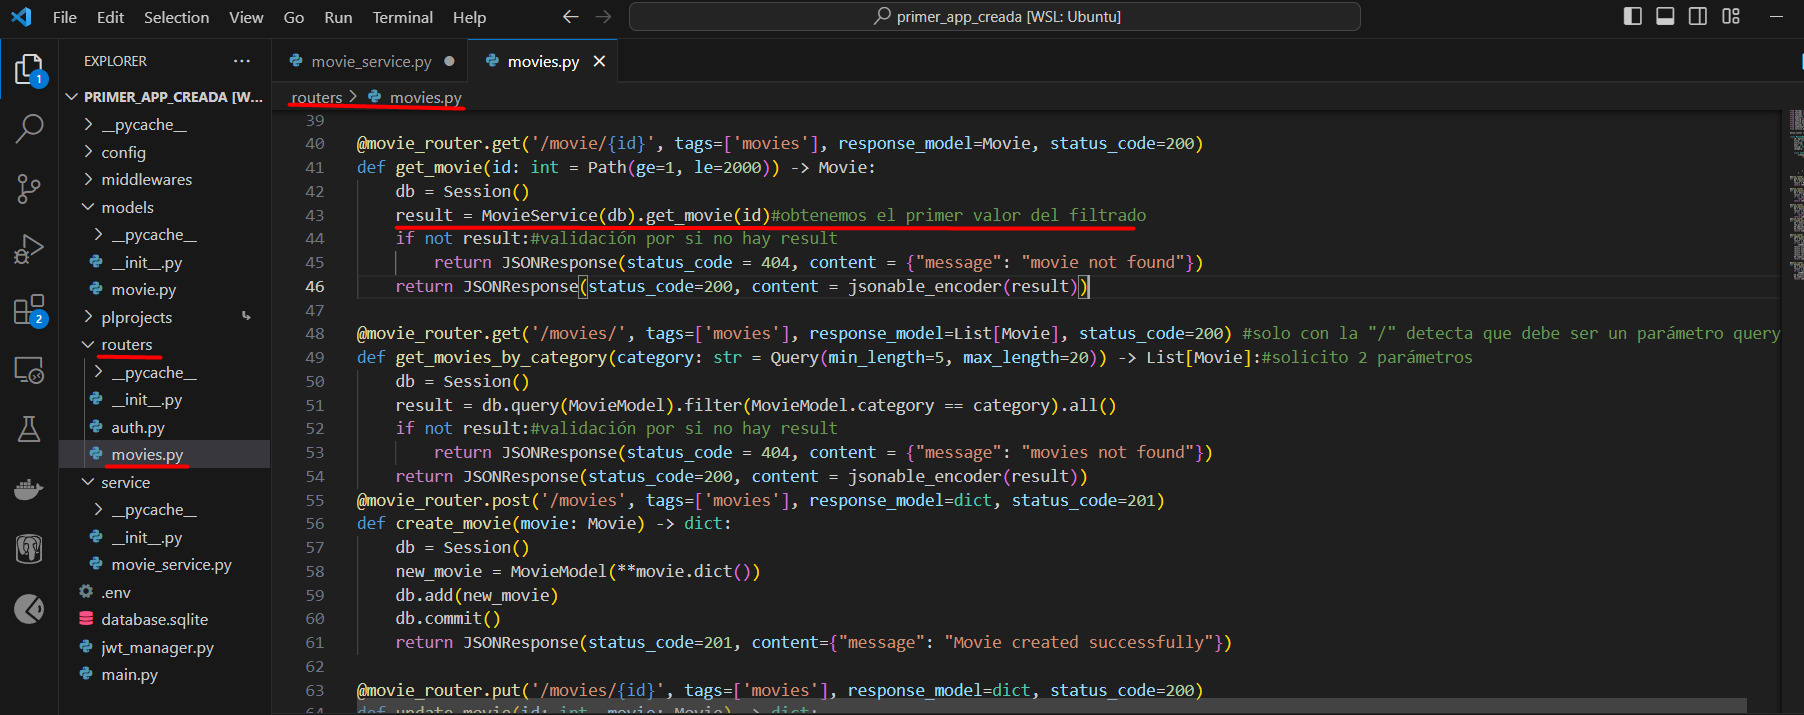 File Edit Selection View Go Run Terminal Help
primer_app_creada [WSL: Ubuntu]
EXPLORER
PRIMER_APP_CREADA [W...
__pycache__
config
middlewares
models
__pycache__
__init__.py
movie.py
plprojects
routers
__pycache__
__init__.py
auth.py
movies.py
service
__pycache__
__init__.py
movie_service.py
.env
database.sqlite
jwt_manager.py
main.py
1
2
movie_service.py
movies.py
routers > movies.py
39
40 @movie_router.get('/movie/{id}', tags=['movies'], response_model=Movie, status_code=200)
41 def get_movie(id: int = Path(ge=1, le=2000)) -> Movie:
42 db = Session()
43 result = MovieService(db).get_movie(id)#obtenemos el primer valor del filtrado
44 if not result:#validación por si no hay result
45 return JSONResponse(status_code = 404, content = {"message": "movie not found"})
46 return JSONResponse(status_code=200, content = jsonable_encoder(result))
47
48 @movie_router.get('/movies/', tags=['movies'], response_model=List[Movie], status_code=200) #solo con la "/" detecta que debe ser un parámetro query
49 def get_movies_by_category(category: str = Query(min_length=5, max_length=20)) -> List[Movie]:#solicito 2 parámetros
50 db = Session()
51 result = db.query(MovieModel).filter(MovieModel.category == category).all()
52 if not result:#validación por si no hay result
53 return JSONResponse(status_code = 404, content = {"message": "movies not found"})
54 return JSONResponse(status_code=200, content = jsonable_encoder(result))
55 @movie_router.post('/movies', tags=['movies'], response_model=dict, status_code=201)
56 def create_movie(movie: Movie) -> dict:
57 db = Session()
58 new_movie = MovieModel(**movie.dict())
59 db.add(new_movie)
60 db.commit()
61 return JSONResponse(status_code=201, content={"message": "Movie created successfully"})
62
63 @movie_router.put('/movies/{id}', tags=['movies'], response_model=dict, status_code=200)
64 def update_movie(id: int, movie: Movie) -> dict: